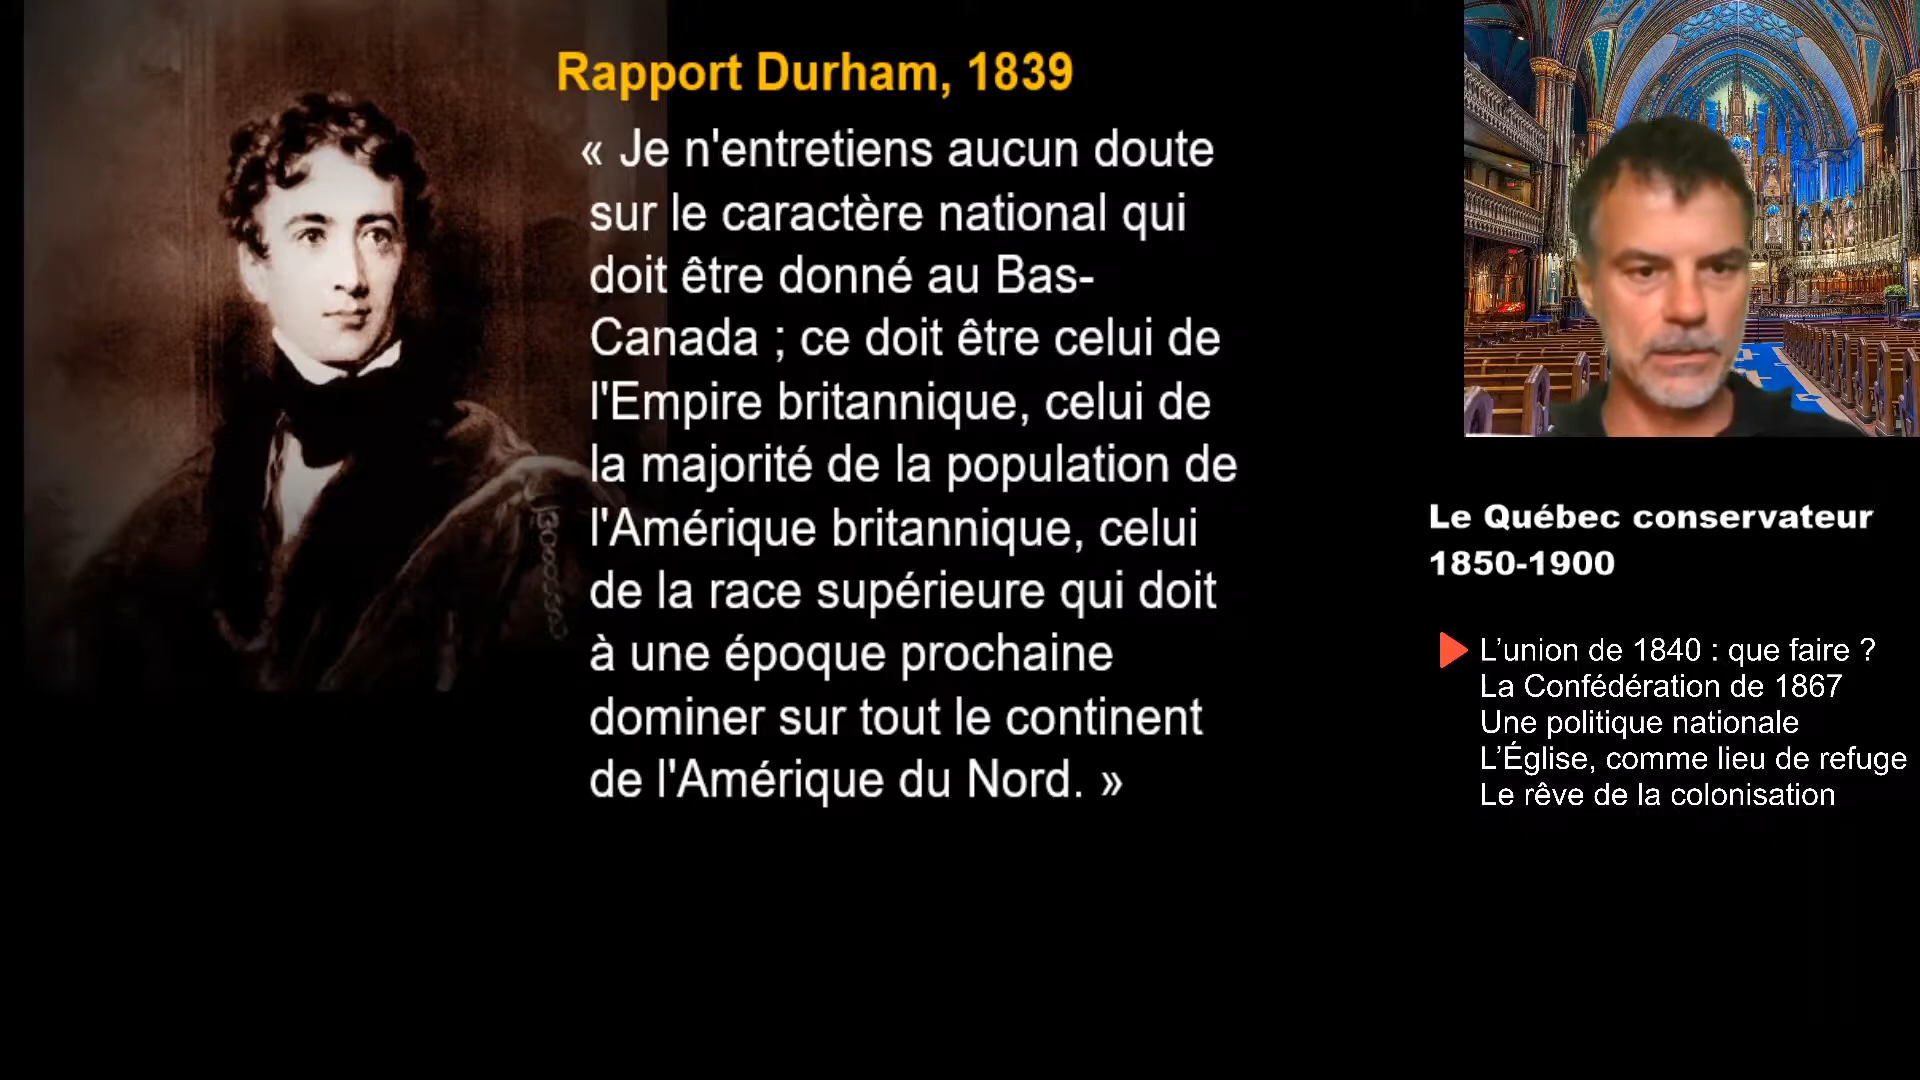 Rapport Durham, 1839
« Je n'entretiens aucun doute
sur le caractère national qui
doit être donné au Bas-
Canada ; ce doit être celui de
l'Empire britannique, celui de
la majorité de la population de
l'Amérique britannique, celui
de la race supérieure qui doit
à une époque prochaine
dominer sur tout le continent
de l'Amérique du Nord. »
Le Québec conservateur
1850-1900
L’union de 1840 : que faire ?
La Confédération de 1867
Une politique nationale
L’Église, comme lieu de refuge
Le rêve de la colonisation